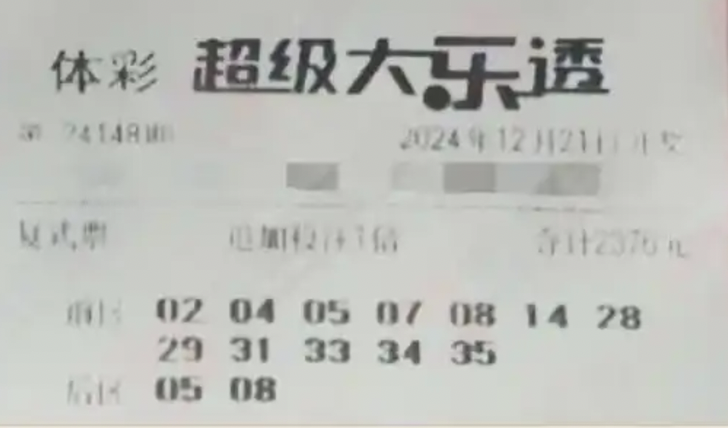 体彩 超级大乐透
第 24148期 2024年12月21日开奖
复式票 追加投注1倍 合计2376元
前区 02 04 05 07 08 14 28
29 31 33 34 35
后区 05 08